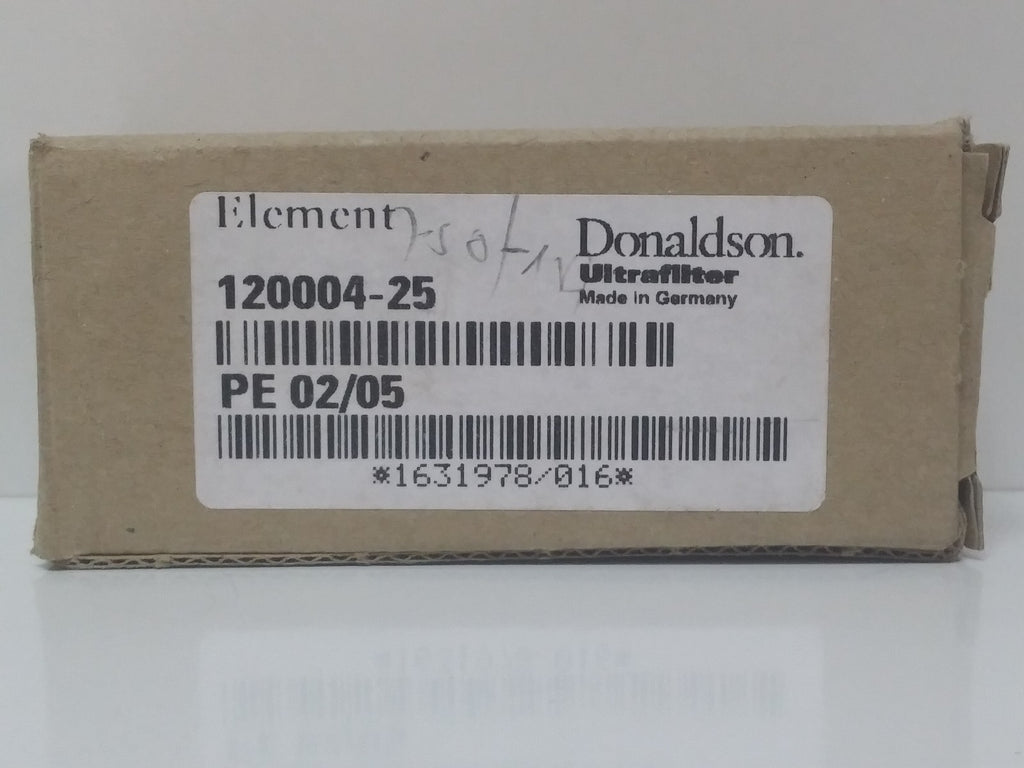 Element
Donaldson.
Ultrafilter
Made in Germany
120004-25
PE 02/05
*1631978/016*